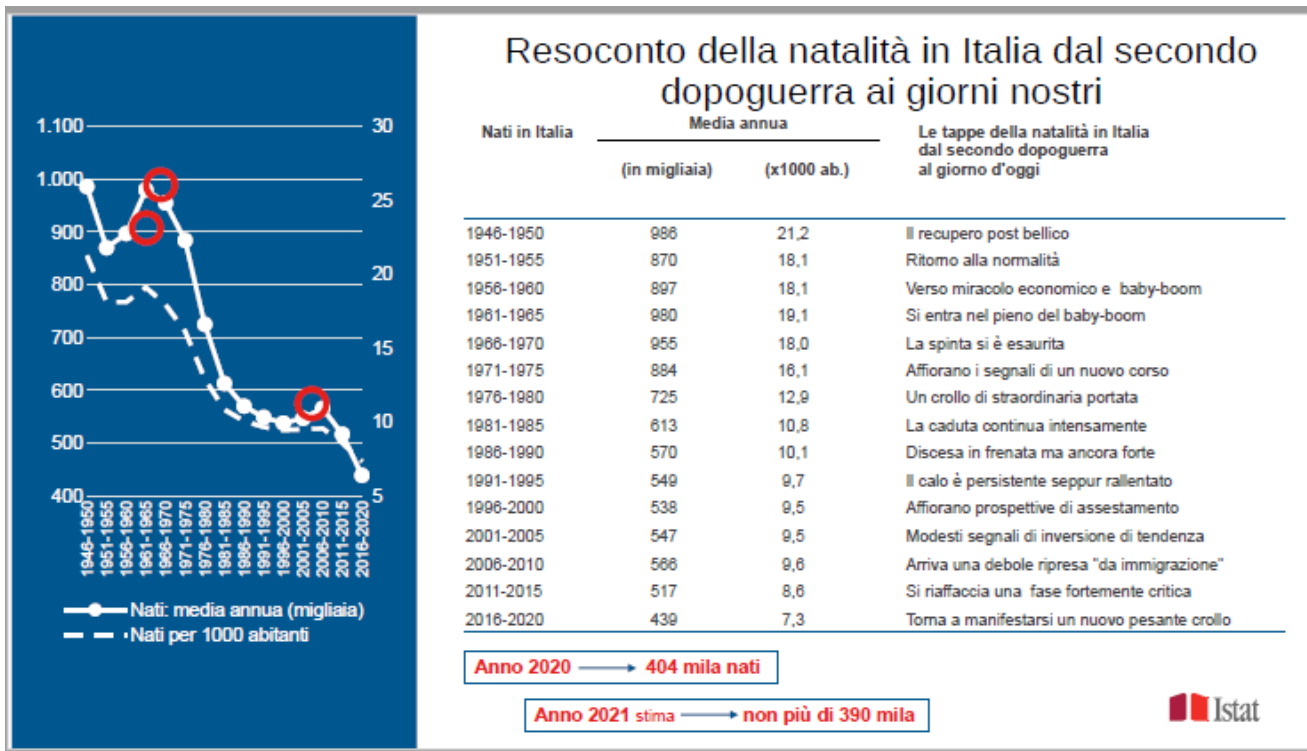 Resoconto della natalità in Italia dal secondo
dopoguerra ai giorni nostri
1.100
1.000
900
800
700
600
500
400
30
25
20
15
10
5
1946-1950
1951-1955
1956-1960
1961-1965
1966-1970
1971-1975
1976-1980
1981-1985
1986-1990
1991-1995
1996-2000
2001-2005
2006-2010
2011-2015
2016-2020
Nati: media annua (migliaia)
Nati per 1000 abitanti
Nati in Italia Media annua Le tappe della natalità in Italia
dal secondo dopoguerra
(in migliaia) (x1000 ab.) al giorno d'oggi
1946-1950 986 21,2 Il recupero post bellico
1951-1955 870 18,1 Ritorno alla normalità
1956-1960 897 18,1 Verso miracolo economico e baby-boom
1961-1965 980 19,1 Si entra nel pieno del baby-boom
1966-1970 955 18,0 La spinta si è esaurita
1971-1975 884 16,1 Affiorano i segnali di un nuovo corso
1976-1980 725 12,9 Un crollo di straordinaria portata
1981-1985 613 10,8 La caduta continua intensamente
1986-1990 570 10,1 Discesa in frenata ma ancora forte
1991-1995 549 9,7 Il calo è persistente seppur rallentato
1996-2000 538 9,5 Affiorano prospettive di assestamento
2001-2005 547 9,5 Modesti segnali di inversione di tendenza
2006-2010 566 9,6 Arriva una debole ripresa "da immigrazione"
2011-2015 517 8,6 Si riaffaccia una fase fortemente critica
2016-2020 439 7,3 Torna a manifestarsi un nuovo pesante crollo
Anno 2020 → 404 mila nati
Anno 2021 stima → non più di 390 mila
Istat